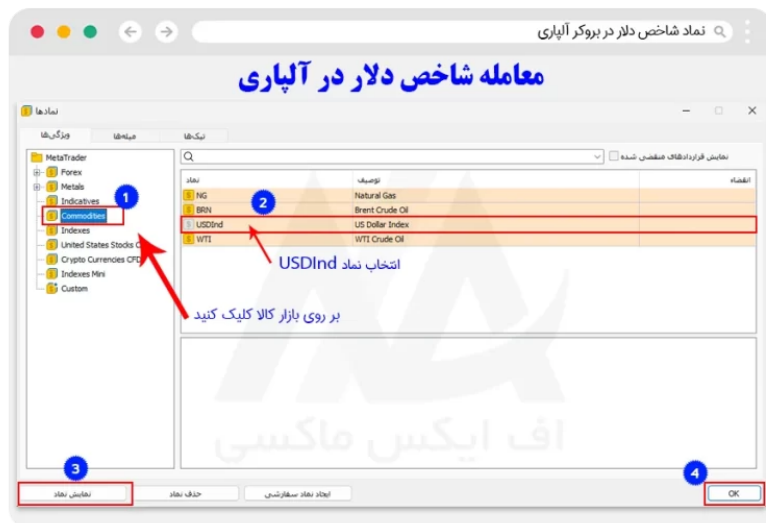 نماد شاخص دلار در بروکر آلپاری
معامله شاخص دلار در آلپاری
نمادها
ویژگی‌ها
میله‌ها
تیک‌ها
MetaTrader
Forex
Metals
Indicatives
Commodities
Indexes
United States Stocks C
Crypto Currencies CFD
Indexes Mini
Custom
1
نمایش قراردادهای منقضی شده
نماد
توصیف
انقضاء
NG Natural Gas
BRN Brent Crude Oil
USDInd US Dollar Index
WTI WTI Crude Oil
2
انتخاب نماد USDInd
بر روی بازار کالا کلیک کنید
اف ایکس ماکسی
3
4
نمایش نماد
حذف نماد
ایجاد نماد سفارشی
OK